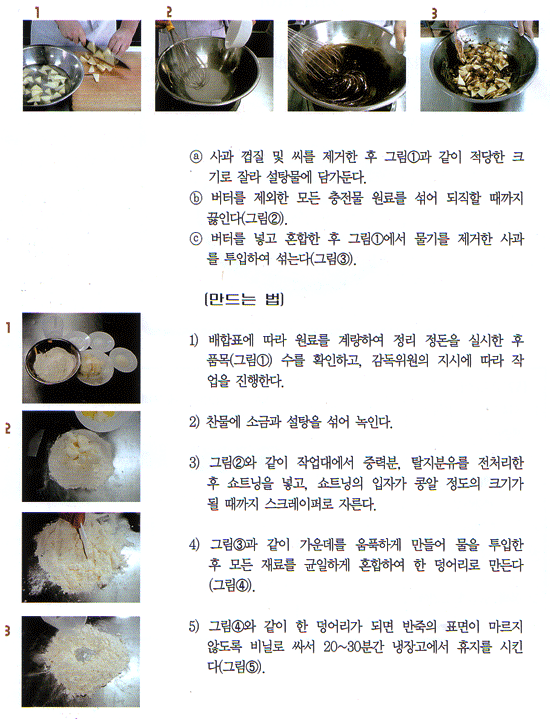 1
2
3
ⓐ 사과 껍질 및 씨를 제거한 후 그림①과 같이 적당한 크
기로 잘라 설탕물에 담가둔다.
ⓑ 버터를 제외한 모든 충전물 원료를 섞어 되직할 때까지
끓인다(그림②).
ⓒ 버터를 넣고 혼합한 후 그림①에서 물기를 제거한 사과
를 투입하여 섞는다(그림③).
(만드는 법)
1
1) 배합표에 따라 원료를 계량하여 정리 정돈을 실시한 후
품목(그림①) 수를 확인하고, 감독위원의 지시에 따라 작
업을 진행한다.
2
2) 찬물에 소금과 설탕을 섞어 녹인다.
3) 그림②와 같이 작업대에서 중력분, 탈지분유를 전처리한
후 쇼트닝을 넣고, 쇼트닝의 입자가 콩알 정도의 크기가
될 때까지 스크레이퍼로 자른다.
4) 그림③과 같이 가운데를 움푹하게 만들어 물을 투입한
후 모든 재료를 균일하게 혼합하여 한 덩어리로 만든다
(그림④).
3
5) 그림④와 같이 한 덩어리가 되면 반죽의 표면이 마르지
않도록 비닐로 싸서 20~30분간 냉장고에서 휴지를 시킨
다(그림⑤).